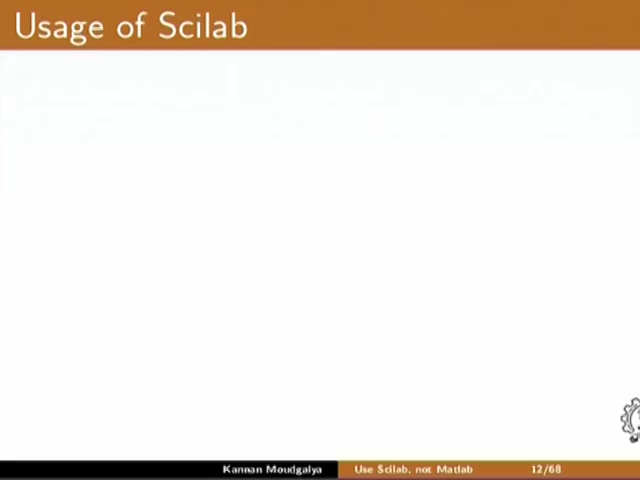 Usage of Scilab
Kannan Moudgalya Use Scilab, not Matlab 12/68